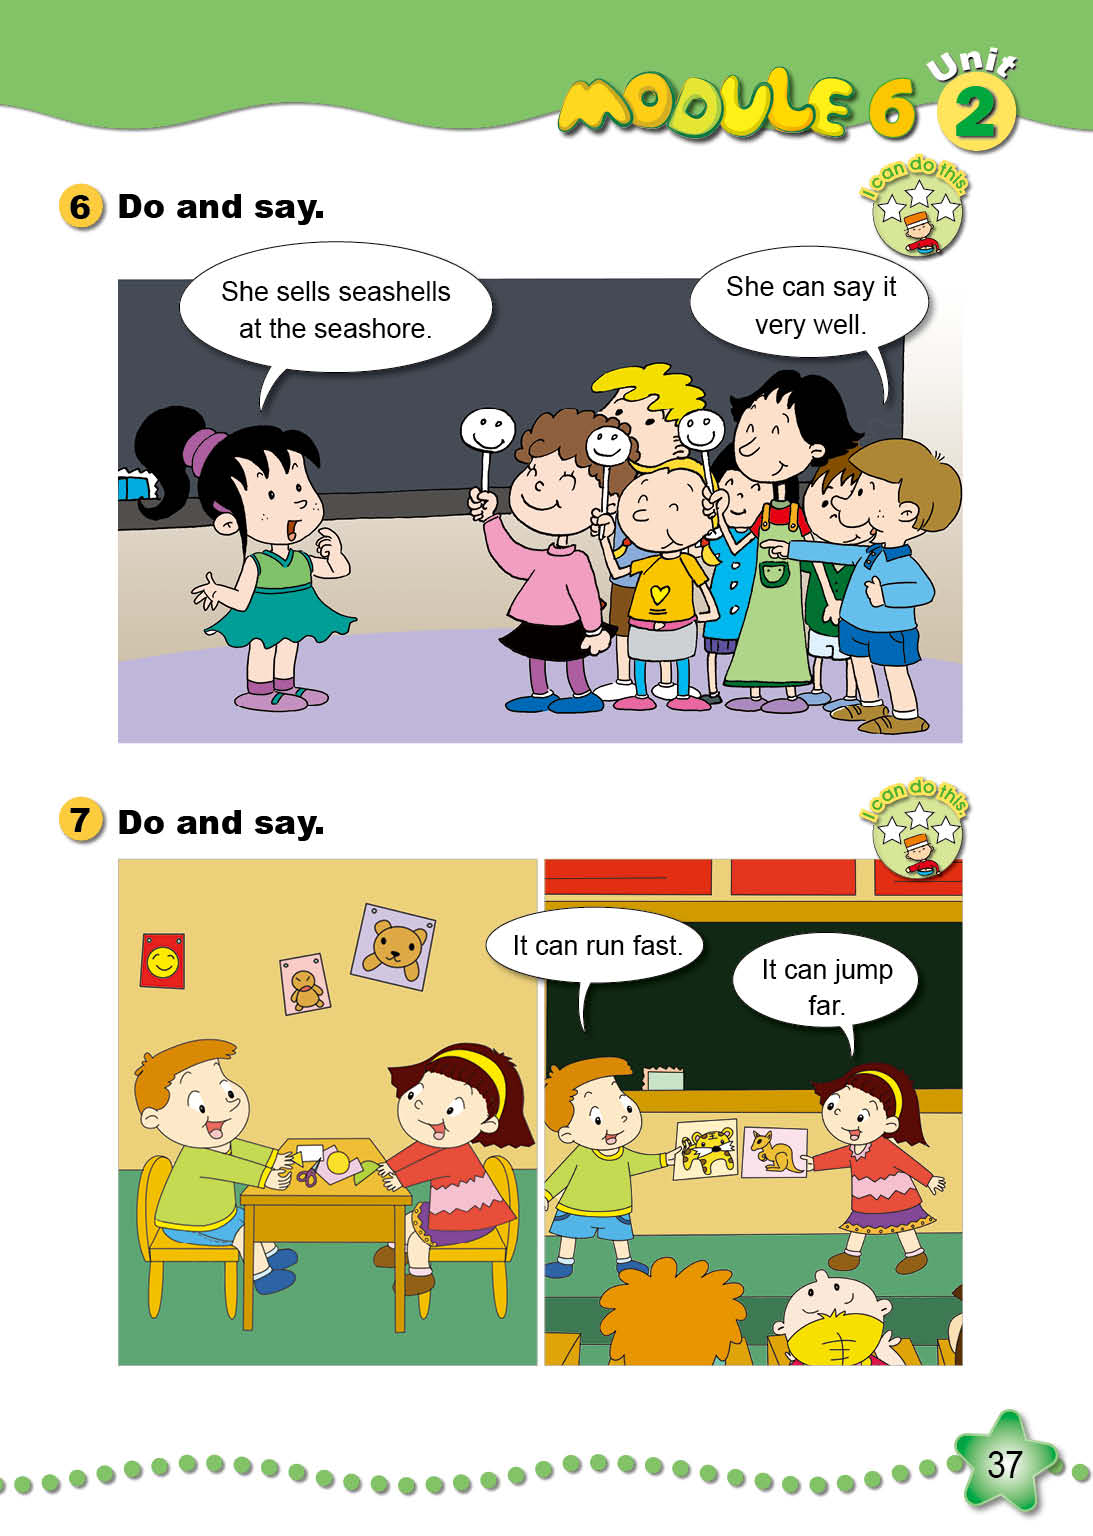 MODULE 6 Unit 2
6 Do and say.
I can do this.
She sells seashells
at the seashore.
She can say it
very well.
7 Do and say.
I can do this.
It can run fast.
It can jump
far.
37